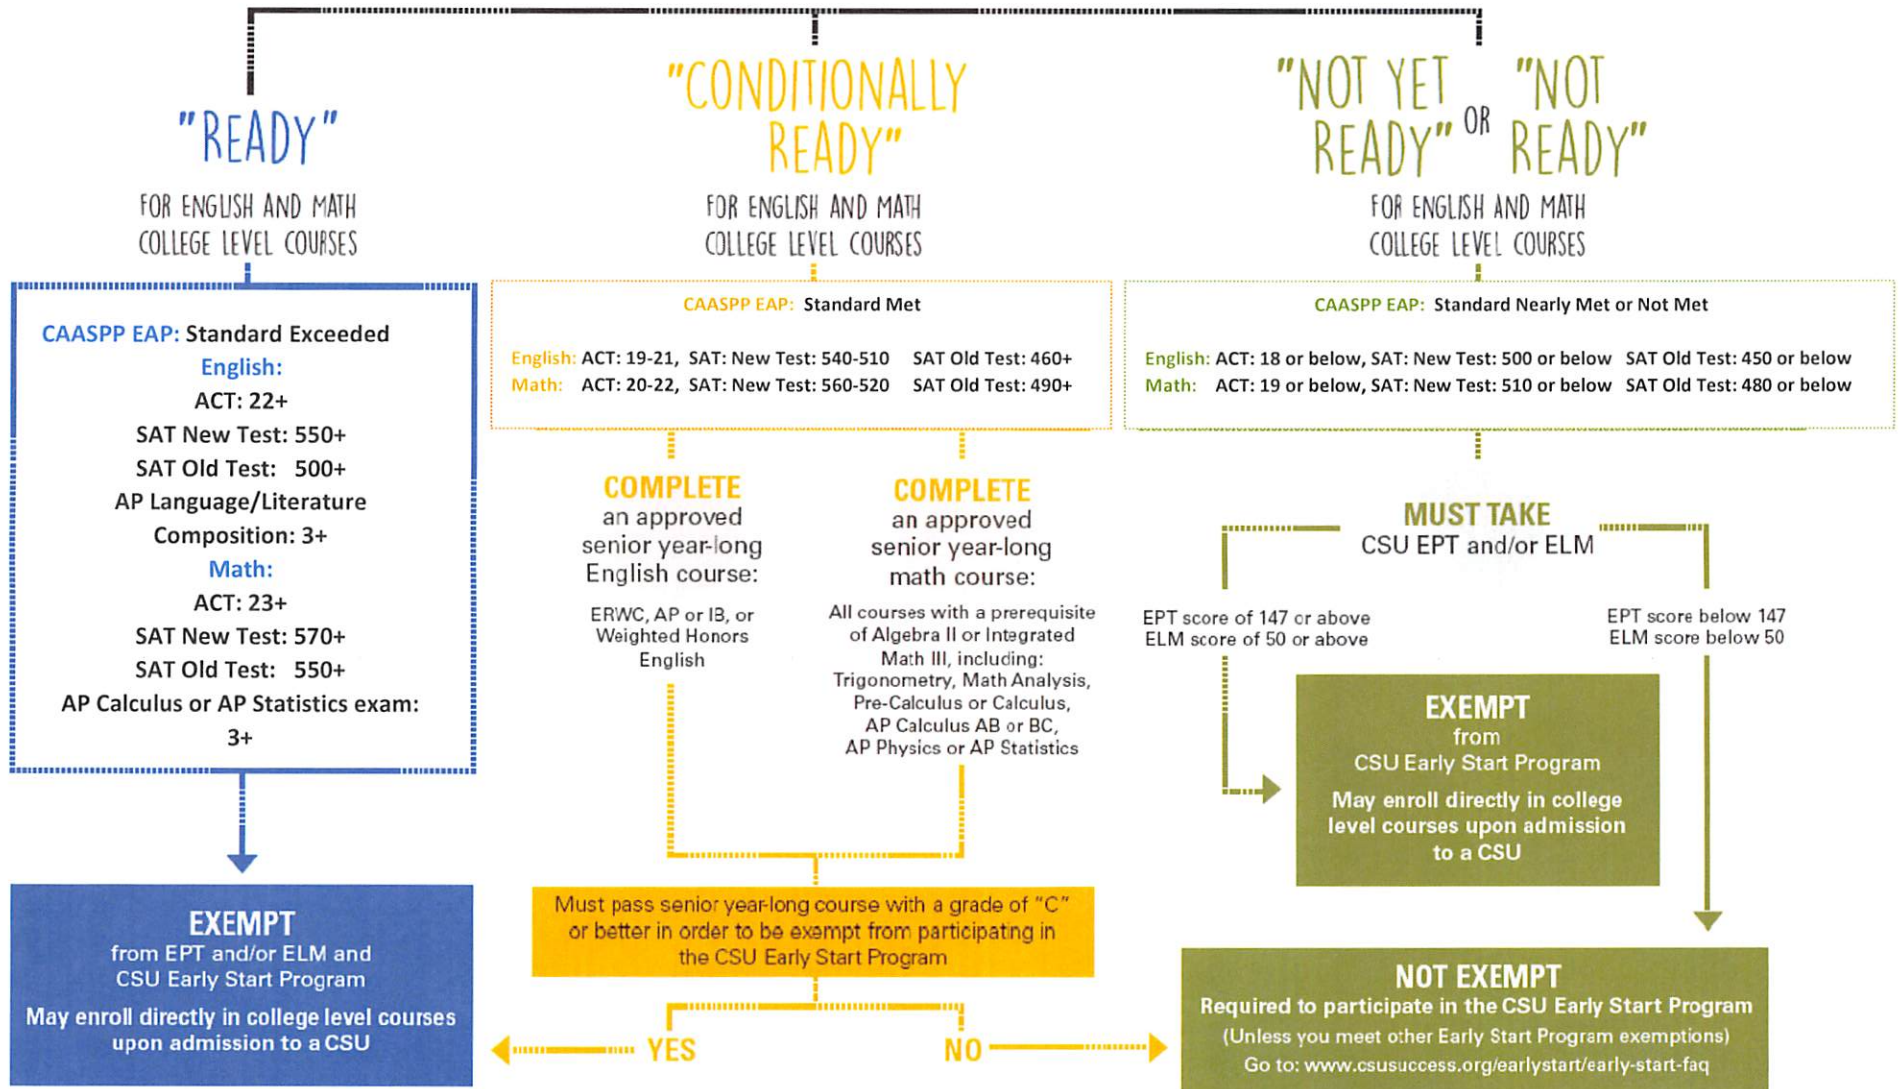 "READY"
FOR ENGLISH AND MATH
COLLEGE LEVEL COURSES
CAASPP EAP: Standard Exceeded
English:
ACT: 22+
SAT New Test: 550+
SAT Old Test: 500+
AP Language/Literature
Composition: 3+
Math:
ACT: 23+
SAT New Test: 570+
SAT Old Test: 550+
AP Calculus or AP Statistics exam:
3+
EXEMPT
from EPT and/or ELM and
CSU Early Start Program
May enroll directly in college level courses
upon admission to a CSU
"CONDITIONALLY
READY"
FOR ENGLISH AND MATH
COLLEGE LEVEL COURSES
CAASPP EAP: Standard Met
English: ACT: 19-21, SAT: New Test: 540-510 SAT Old Test: 460+
Math: ACT: 20-22, SAT: New Test: 560-520 SAT Old Test: 490+
COMPLETE
an approved
senior year-long
English course:
ERWC, AP or IB, or
Weighted Honors
English
COMPLETE
an approved
senior year-long
math course:
All courses with a prerequisite
of Algebra II or Integrated
Math III, including:
Trigonometry, Math Analysis,
Pre-Calculus or Calculus,
AP Calculus AB or BC,
AP Physics or AP Statistics
Must pass senior year-long course with a grade of "C"
or better in order to be exempt from participating in
the CSU Early Start Program
YES
NO
"NOT YET
READY"
OR
"NOT
READY"
FOR ENGLISH AND MATH
COLLEGE LEVEL COURSES
CAASPP EAP: Standard Nearly Met or Not Met
English: ACT: 18 or below, SAT: New Test: 500 or below SAT Old Test: 450 or below
Math: ACT: 19 or below, SAT: New Test: 510 or below SAT Old Test: 480 or below
MUST TAKE
CSU EPT and/or ELM
EPT score of 147 or above
ELM score of 50 or above
EPT score below 147
ELM score below 50
EXEMPT
from
CSU Early Start Program
May enroll directly in college
level courses upon admission
to a CSU
NOT EXEMPT
Required to participate in the CSU Early Start Program
(Unless you meet other Early Start Program exemptions)
Go to: www.csusuccess.org/earlystart/early-start-faq